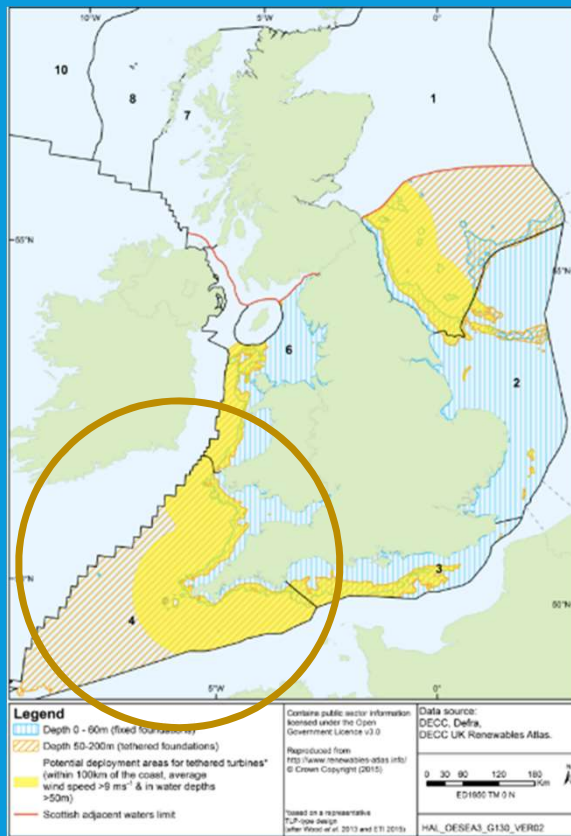 10°W
5°W
0°
10
8
7
1
55°N
55°N
6
2
3
4
50°N
5°W
0°
Legend
Depth 0 - 60m (fixed foundations)
Depth 50-200m (tethered foundations)
Potential deployment areas for tethered turbines*
(within 100km of the coast, average
wind speed >9 ms⁻¹ & in water depths
>50m)
Scottish adjacent waters limit
Contains public sector information
licensed under the Open
Government Licence v3.0
Reproduced from
http://www.renewables-atlas.info/
© Crown Copyright (2015)
*based on a representative
TLP-type design
(after Wood et al. 2013 and ETI 2015)
Data source:
DECC, Defra,
DECC UK Renewables Atlas.
0 30 60 120 180
Km
ED1950 TM 0 N
HAL_OESEA3_G130_VER02